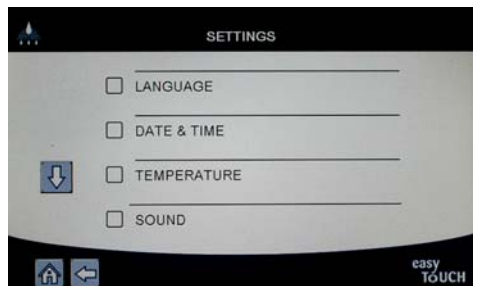 SETTINGS
LANGUAGE
DATE & TIME
TEMPERATURE
SOUND
easy
TOUCH